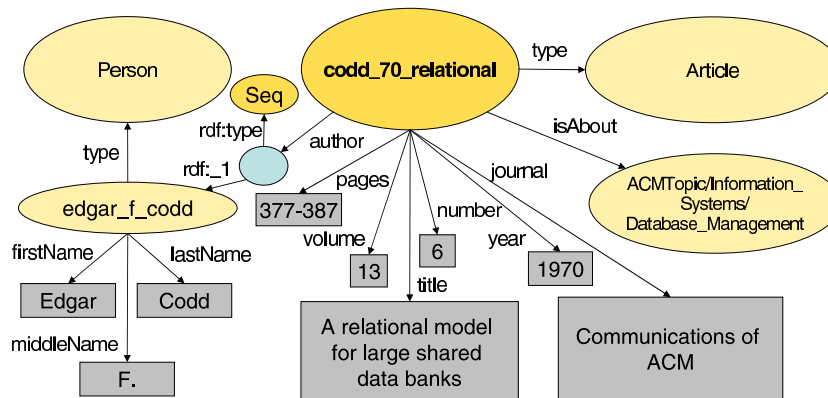 Person
codd_70_relational
type
Article
Seq
rdf:type
author
isAbout
type
rdf:_1
pages
journal
ACMTopic/Information_
Systems/
Database_Management
edgar_f_codd
377-387
number
volume
year
firstName
lastName
13
6
1970
title
Edgar
Codd
A relational model
for large shared
data banks
Communications of
ACM
middleName
F.